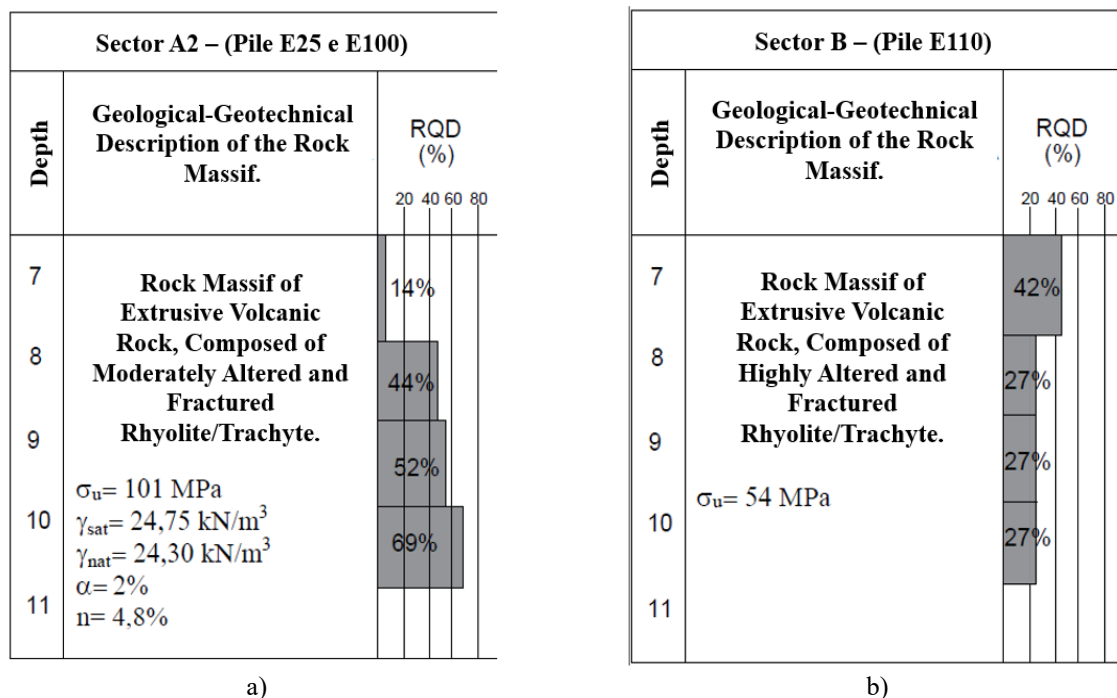 Sector A2 – (Pile E25 e E100)
Depth
Geological-Geotechnical
Description of the Rock
Massif.
RQD
(%)
20 40 60 80
7
8
9
10
11
Rock Massif of
Extrusive Volcanic
Rock, Composed of
Moderately Altered and
Fractured
Rhyolite/Trachyte.
σu= 101 MPa
γsat= 24,75 kN/m³
γnat= 24,30 kN/m³
α= 2%
n= 4,8%
14%
44%
52%
69%
a)
Sector B – (Pile E110)
Depth
Geological-Geotechnical
Description of the Rock
Massif.
RQD
(%)
20 40 60 80
7
8
9
10
11
Rock Massif of
Extrusive Volcanic
Rock, Composed of
Highly Altered and
Fractured
Rhyolite/Trachyte.
σu= 54 MPa
42%
27%
27%
27%
b)